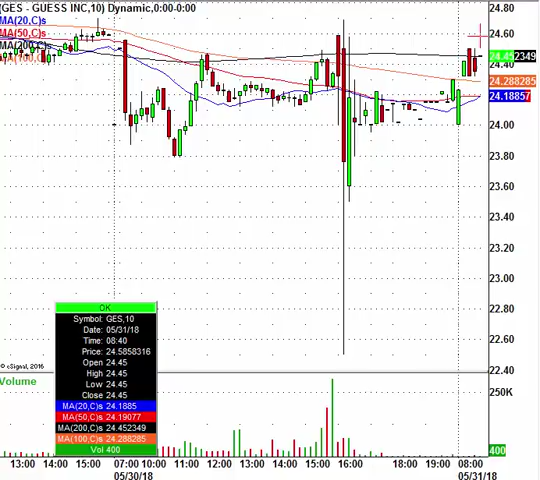 (GES - GUESS INC,10) Dynamic,0:00-0:00
MA(20,C)s
MA(50,C)s
MA(200,C)s
MA(100,C)s
24.80
24.60
24.452349
24.40
24.288285
24.18857
24.00
23.80
23.60
23.40
23.20
23.00
22.80
22.60
22.40
OK
Symbol: GES,10
Date: 05/31/18
Time: 08:40
Price: 24.5858316
Open 24.45
High 24.45
Low 24.45
Close 24.45
MA(20,C)s 24.1885
MA(50,C)s 24.19077
MA(200,C)s 24.452349
MA(100,C)s 24.288285
Vol 400
© eSignal, 2016
Volume
250K
400
13:00 14:00 15:00 07:00 10:00 11:00 12:00 13:00 14:00 15:00 16:00 18:00 19:00 08:00
05/30/18 05/31/18